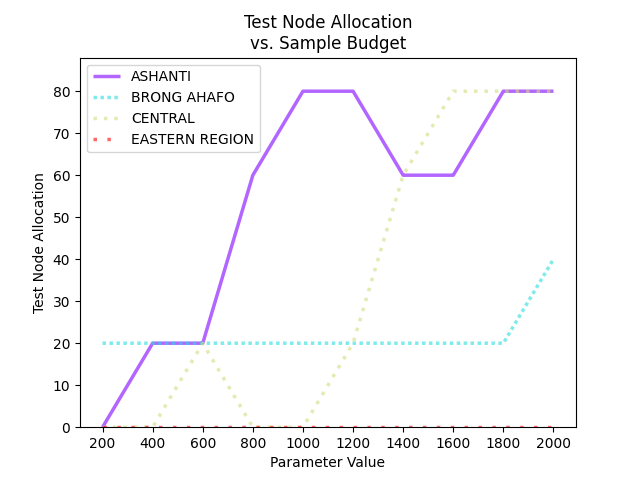 Test Node Allocation
vs. Sample Budget
ASHANTI
BRONG AHAFO
CENTRAL
EASTERN REGION
Test Node Allocation
80
70
60
50
40
30
20
10
0
200 400 600 800 1000 1200 1400 1600 1800 2000
Parameter Value